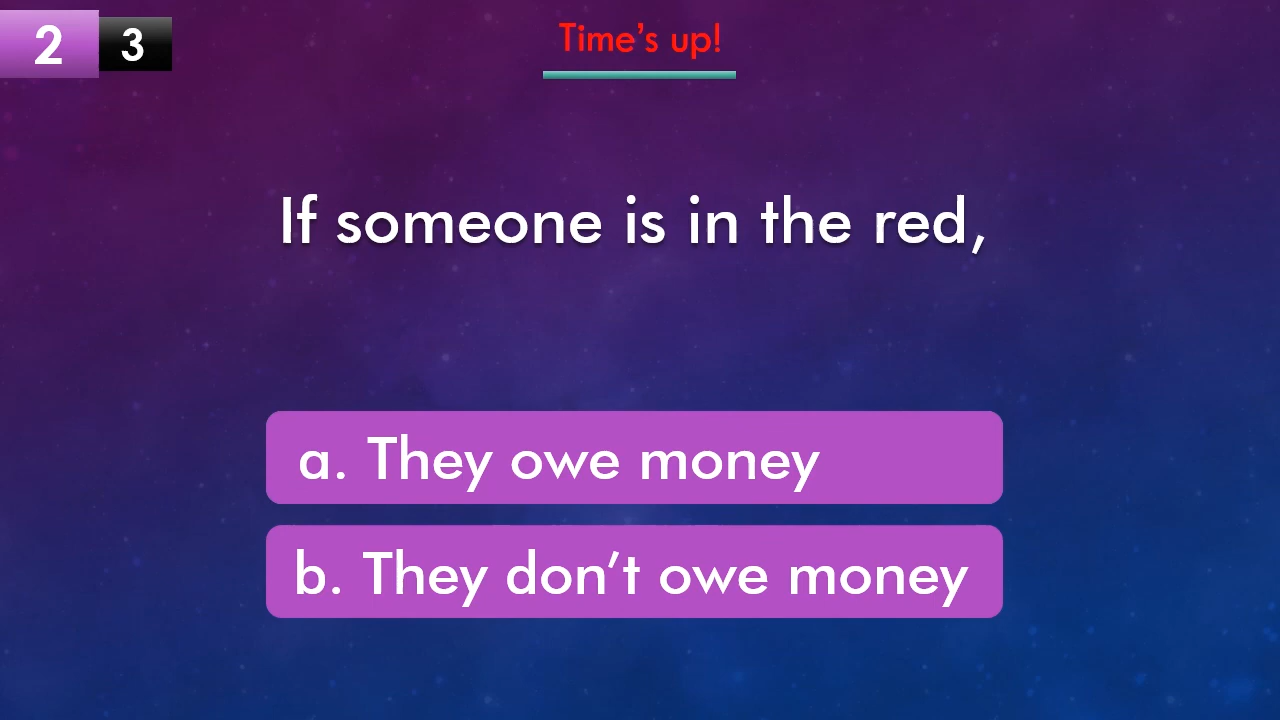 2 3
Time’s up!
If someone is in the red,
a. They owe money
b. They don’t owe money